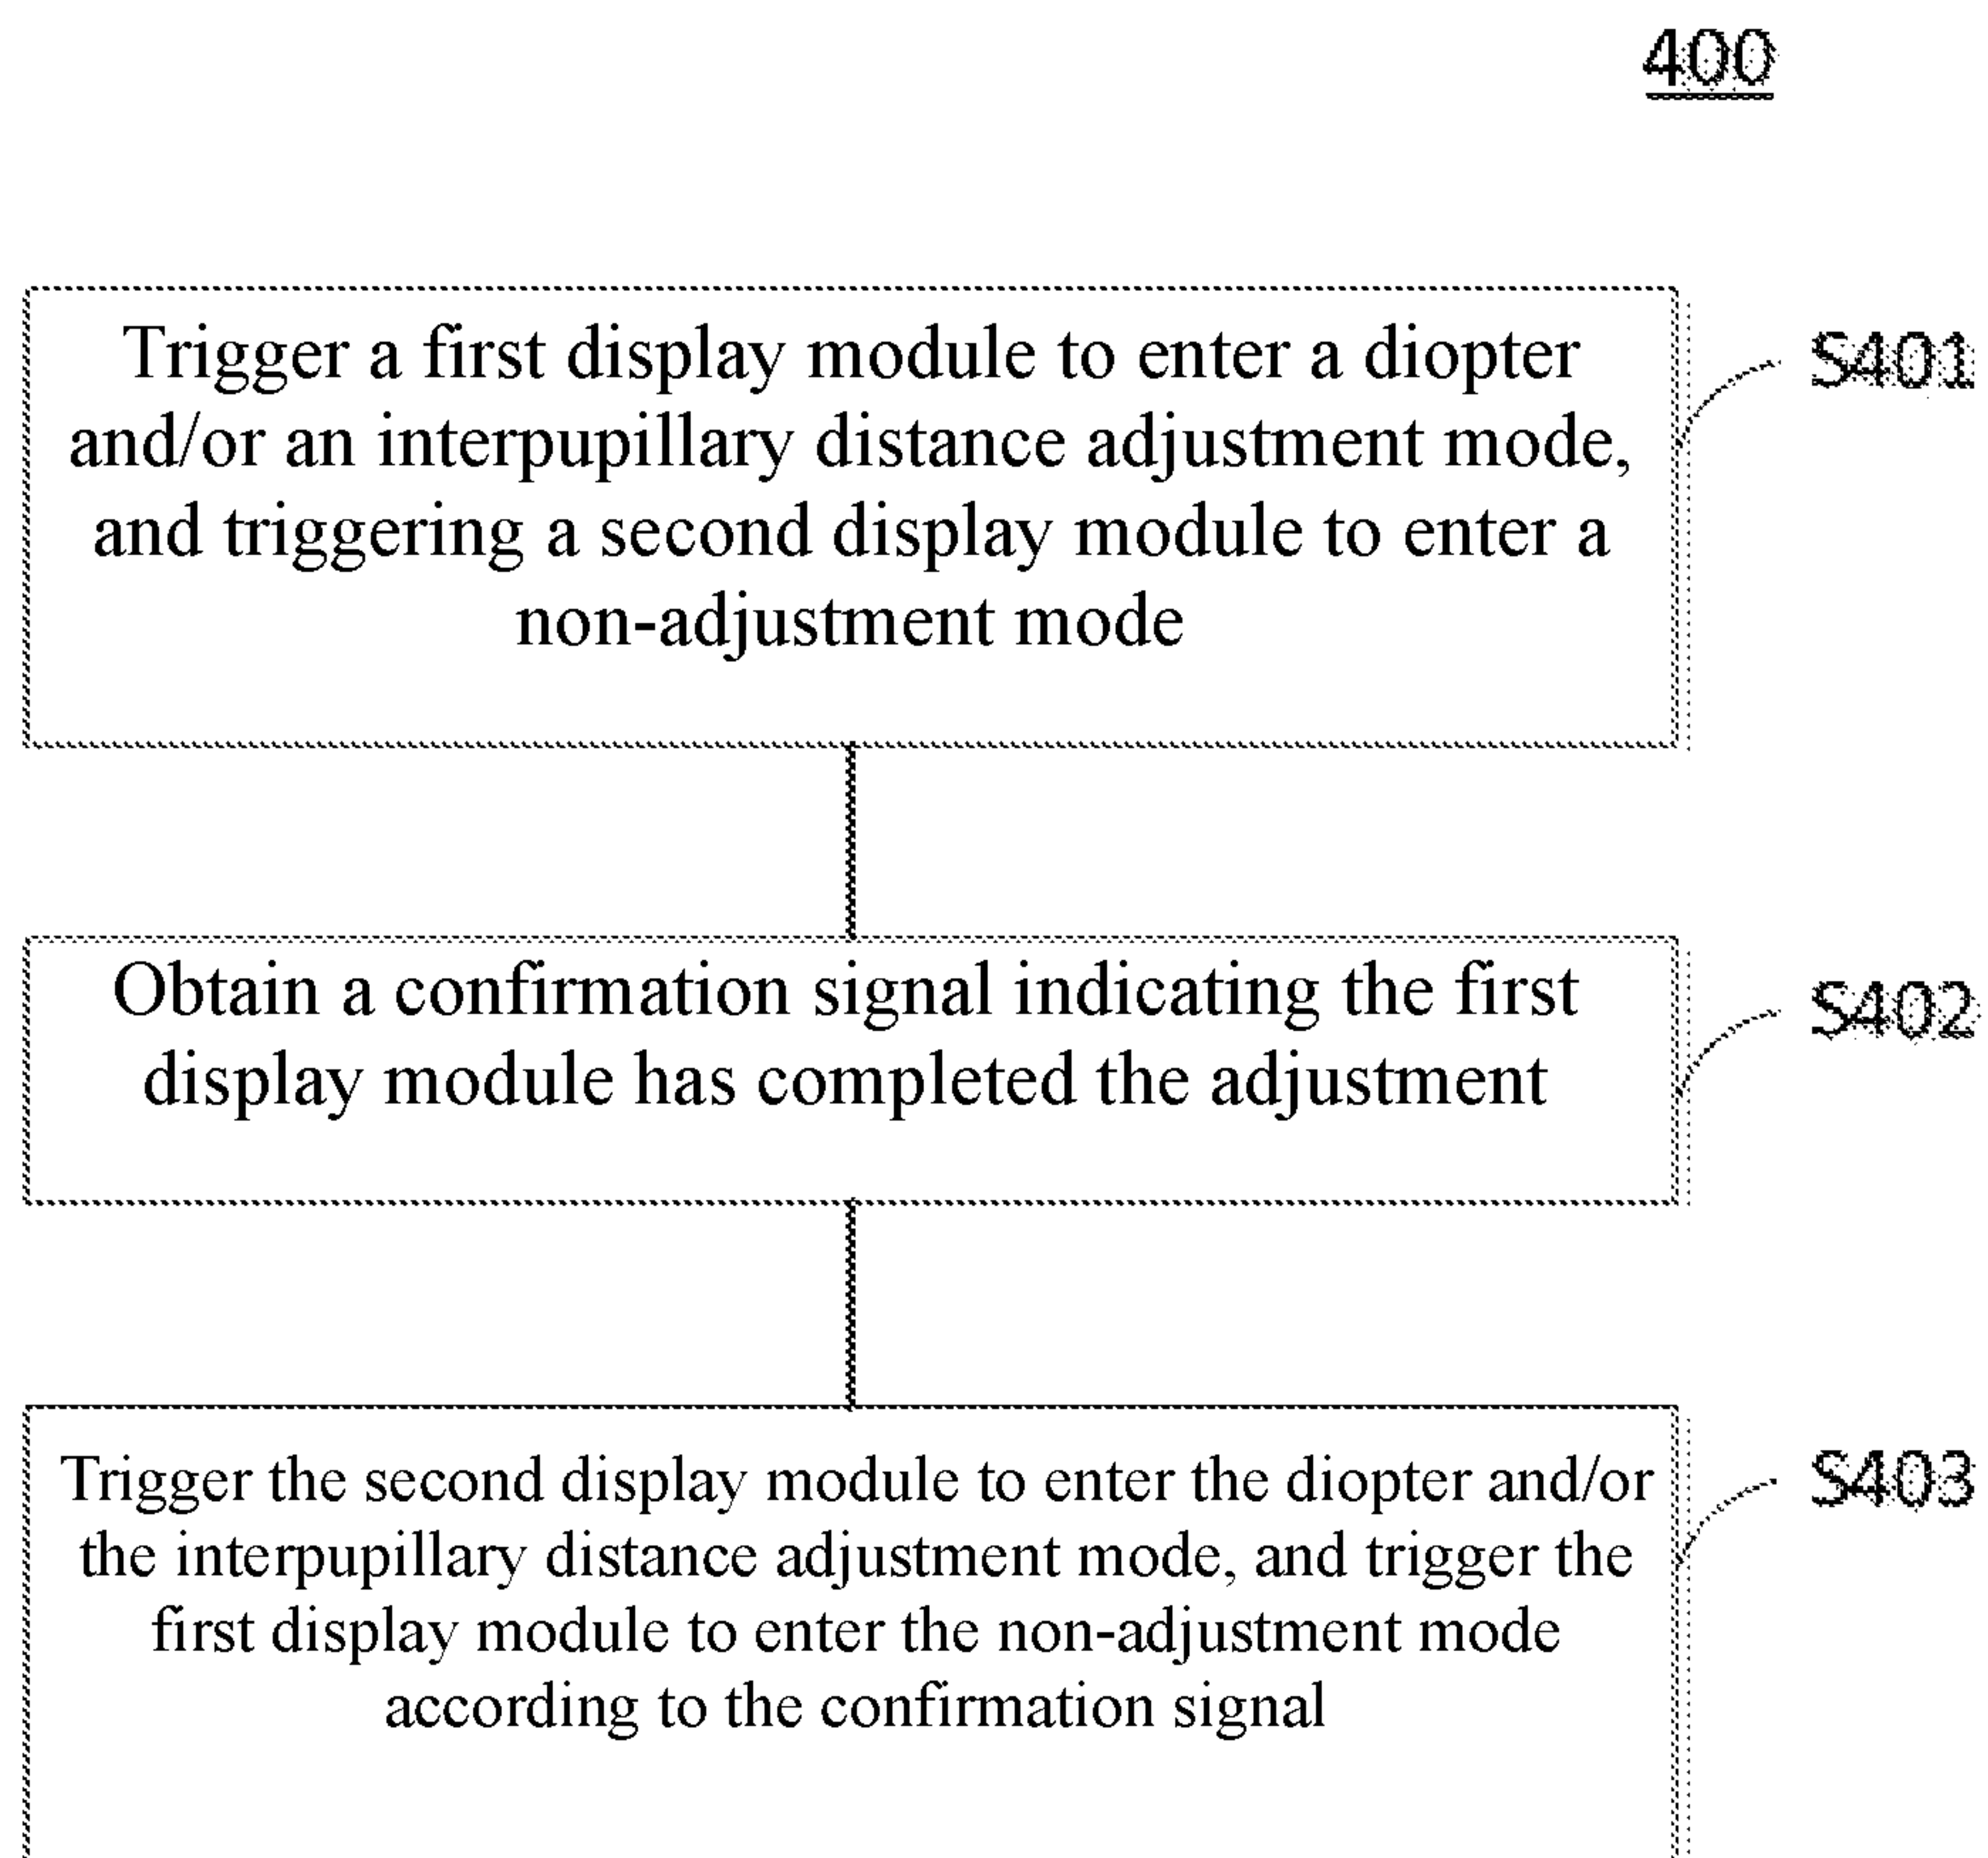 400
Trigger a first display module to enter a diopter
and/or an interpupillary distance adjustment mode,
and triggering a second display module to enter a
non-adjustment mode
S401
Obtain a confirmation signal indicating the first
display module has completed the adjustment
S402
Trigger the second display module to enter the diopter and/or
the interpupillary distance adjustment mode, and trigger the
first display module to enter the non-adjustment mode
according to the confirmation signal
S403